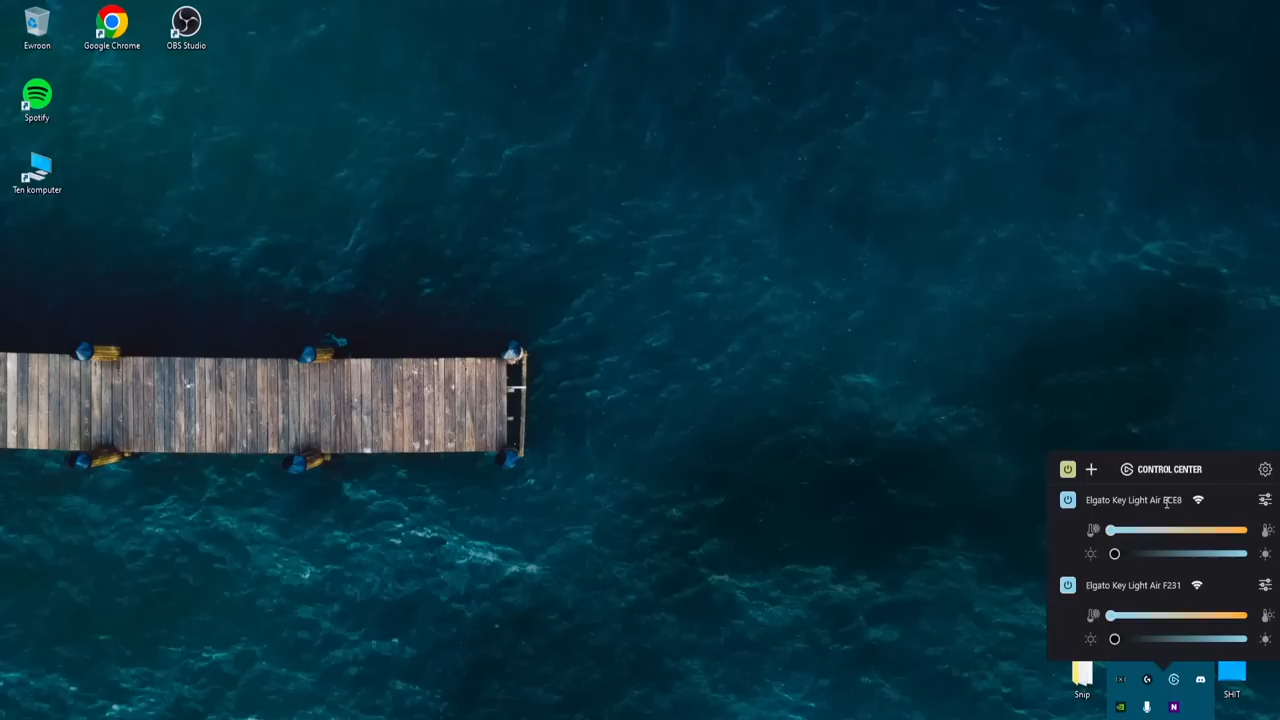 Ewroon
Google Chrome
OBS Studio
Spotify
Ten komputer
CONTROL CENTER
Elgato Key Light Air ECE8
Elgato Key Light Air F231
Snip
SHIT